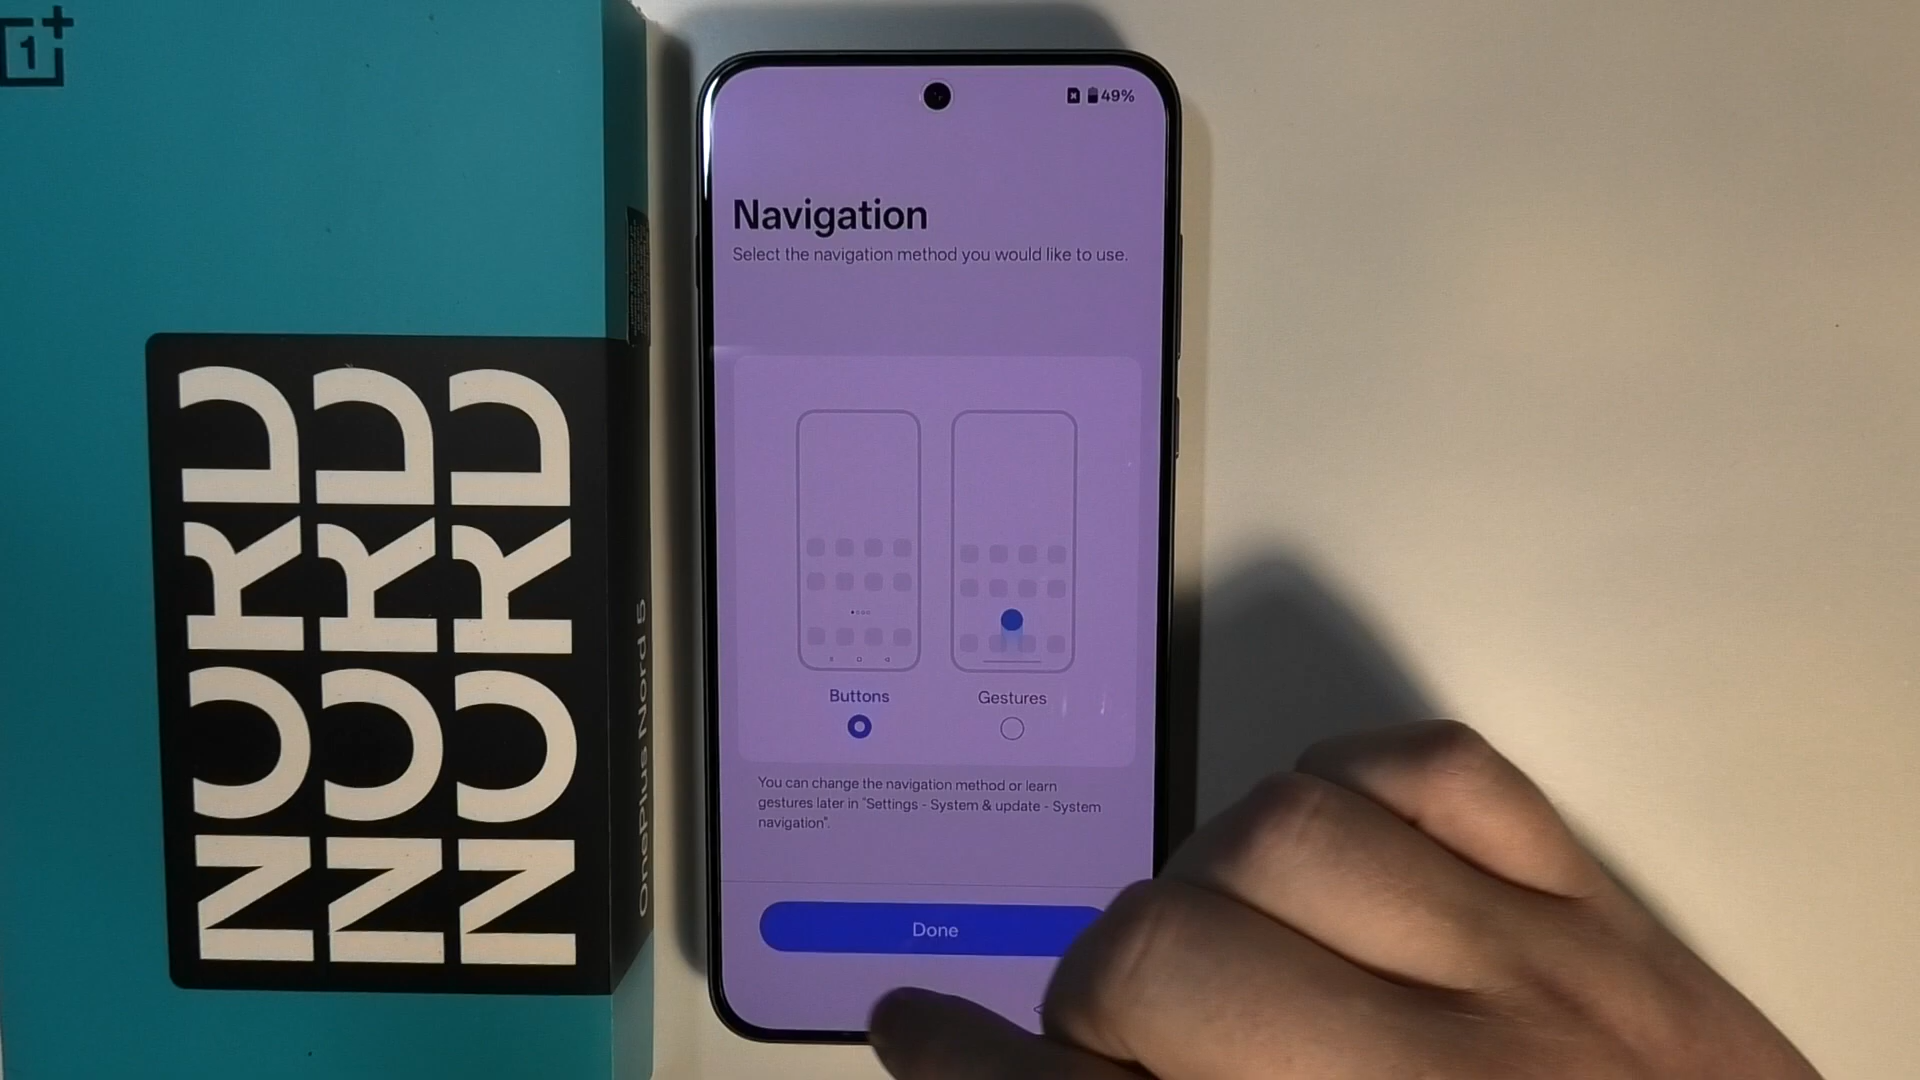 1+
NORD
NORD
NORD
OnePlus Nord 5
49%
Navigation
Select the navigation method you would like to use.
Buttons
Gestures
You can change the navigation method or learn
gestures later in "Settings - System & update - System
navigation".
Done